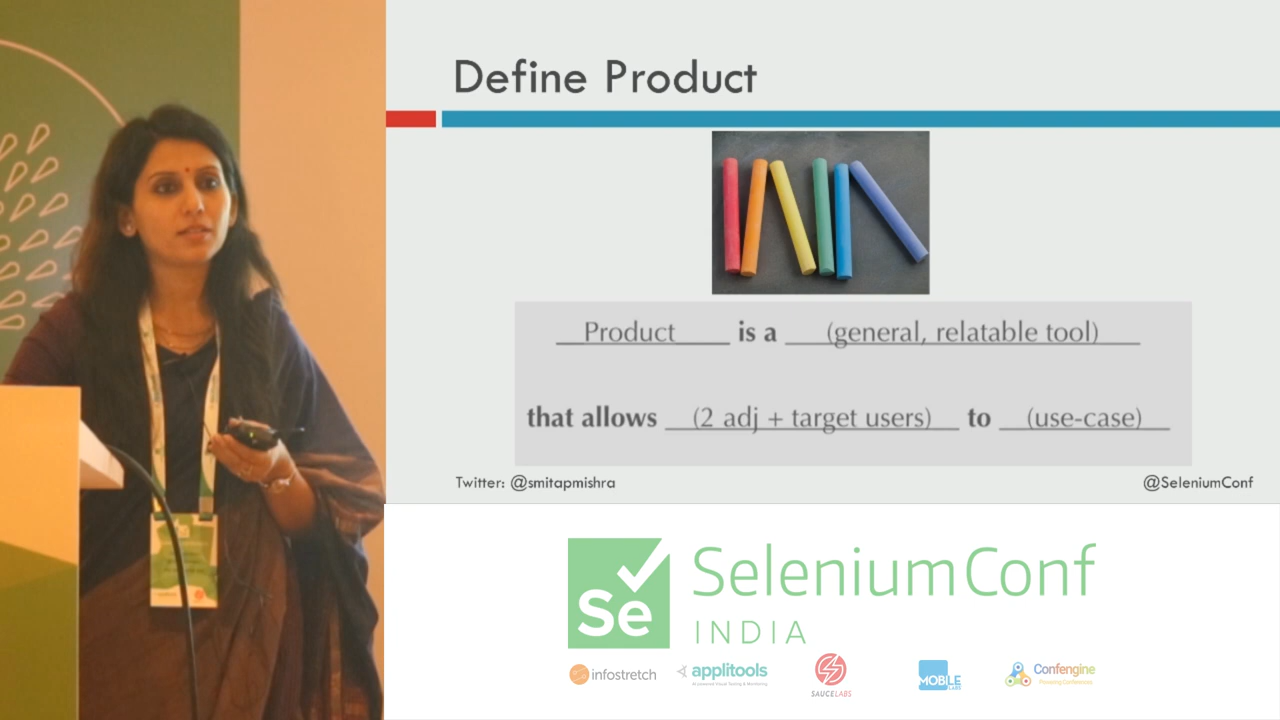 Define Product
Product is a (general, relatable tool)
that allows (2 adj + target users) to (use-case)
Twitter: @smitapmishra
@SeleniumConf
Se
SeleniumConf
INDIA
infostretch
applitools
SAUCELABS
MOBILE
LABS
Confengine